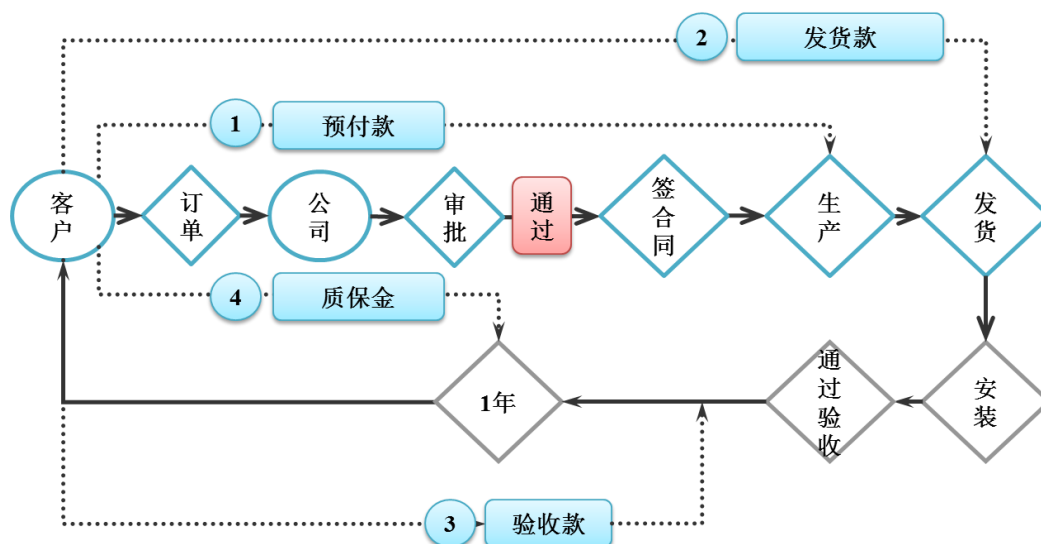 2 发货款
1 预付款
客户
订单
公司
审批
通过
签合同
生产
发货
4 质保金
1年
通过验收
安装
3 验收款